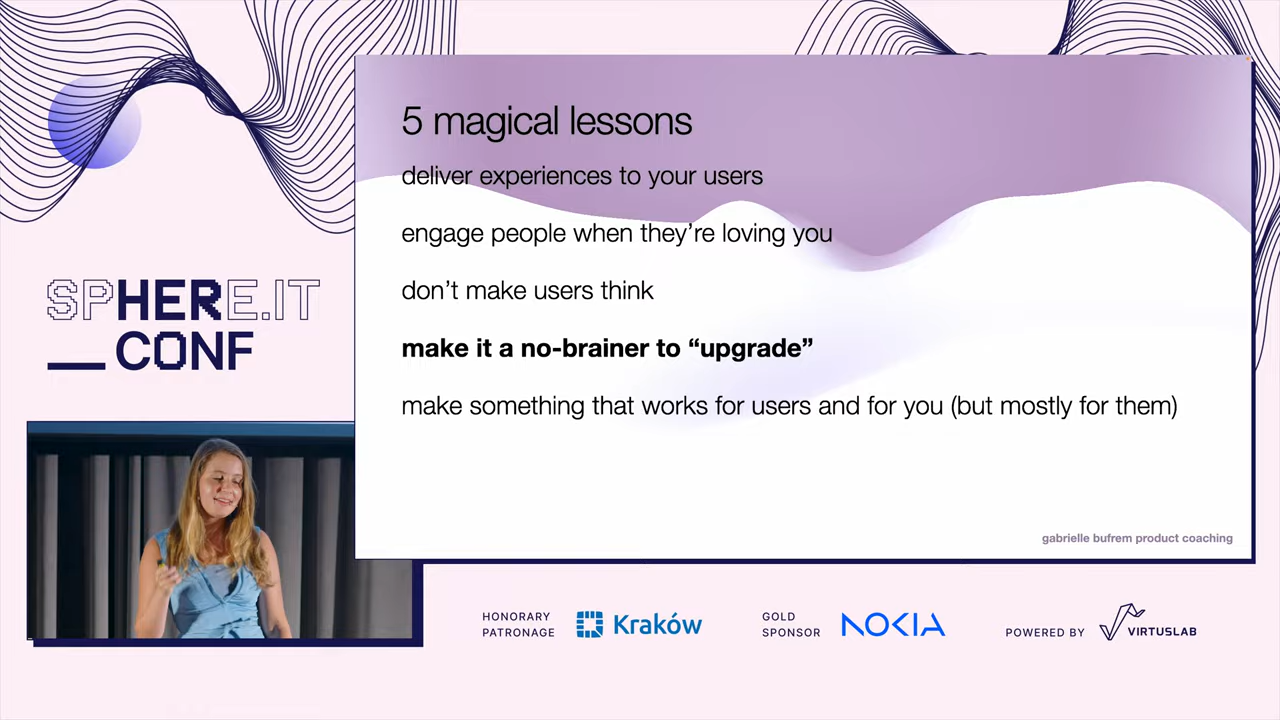 5 magical lessons
deliver experiences to your users
engage people when they’re loving you
don’t make users think
make it a no-brainer to “upgrade”
make something that works for users and for you (but mostly for them)
gabrielle bufrem product coaching
SPHERE.IT
_CONF
HONORARY
PATRONAGE
Kraków
GOLD
SPONSOR
NOKIA
POWERED BY
VIRTUSLAB